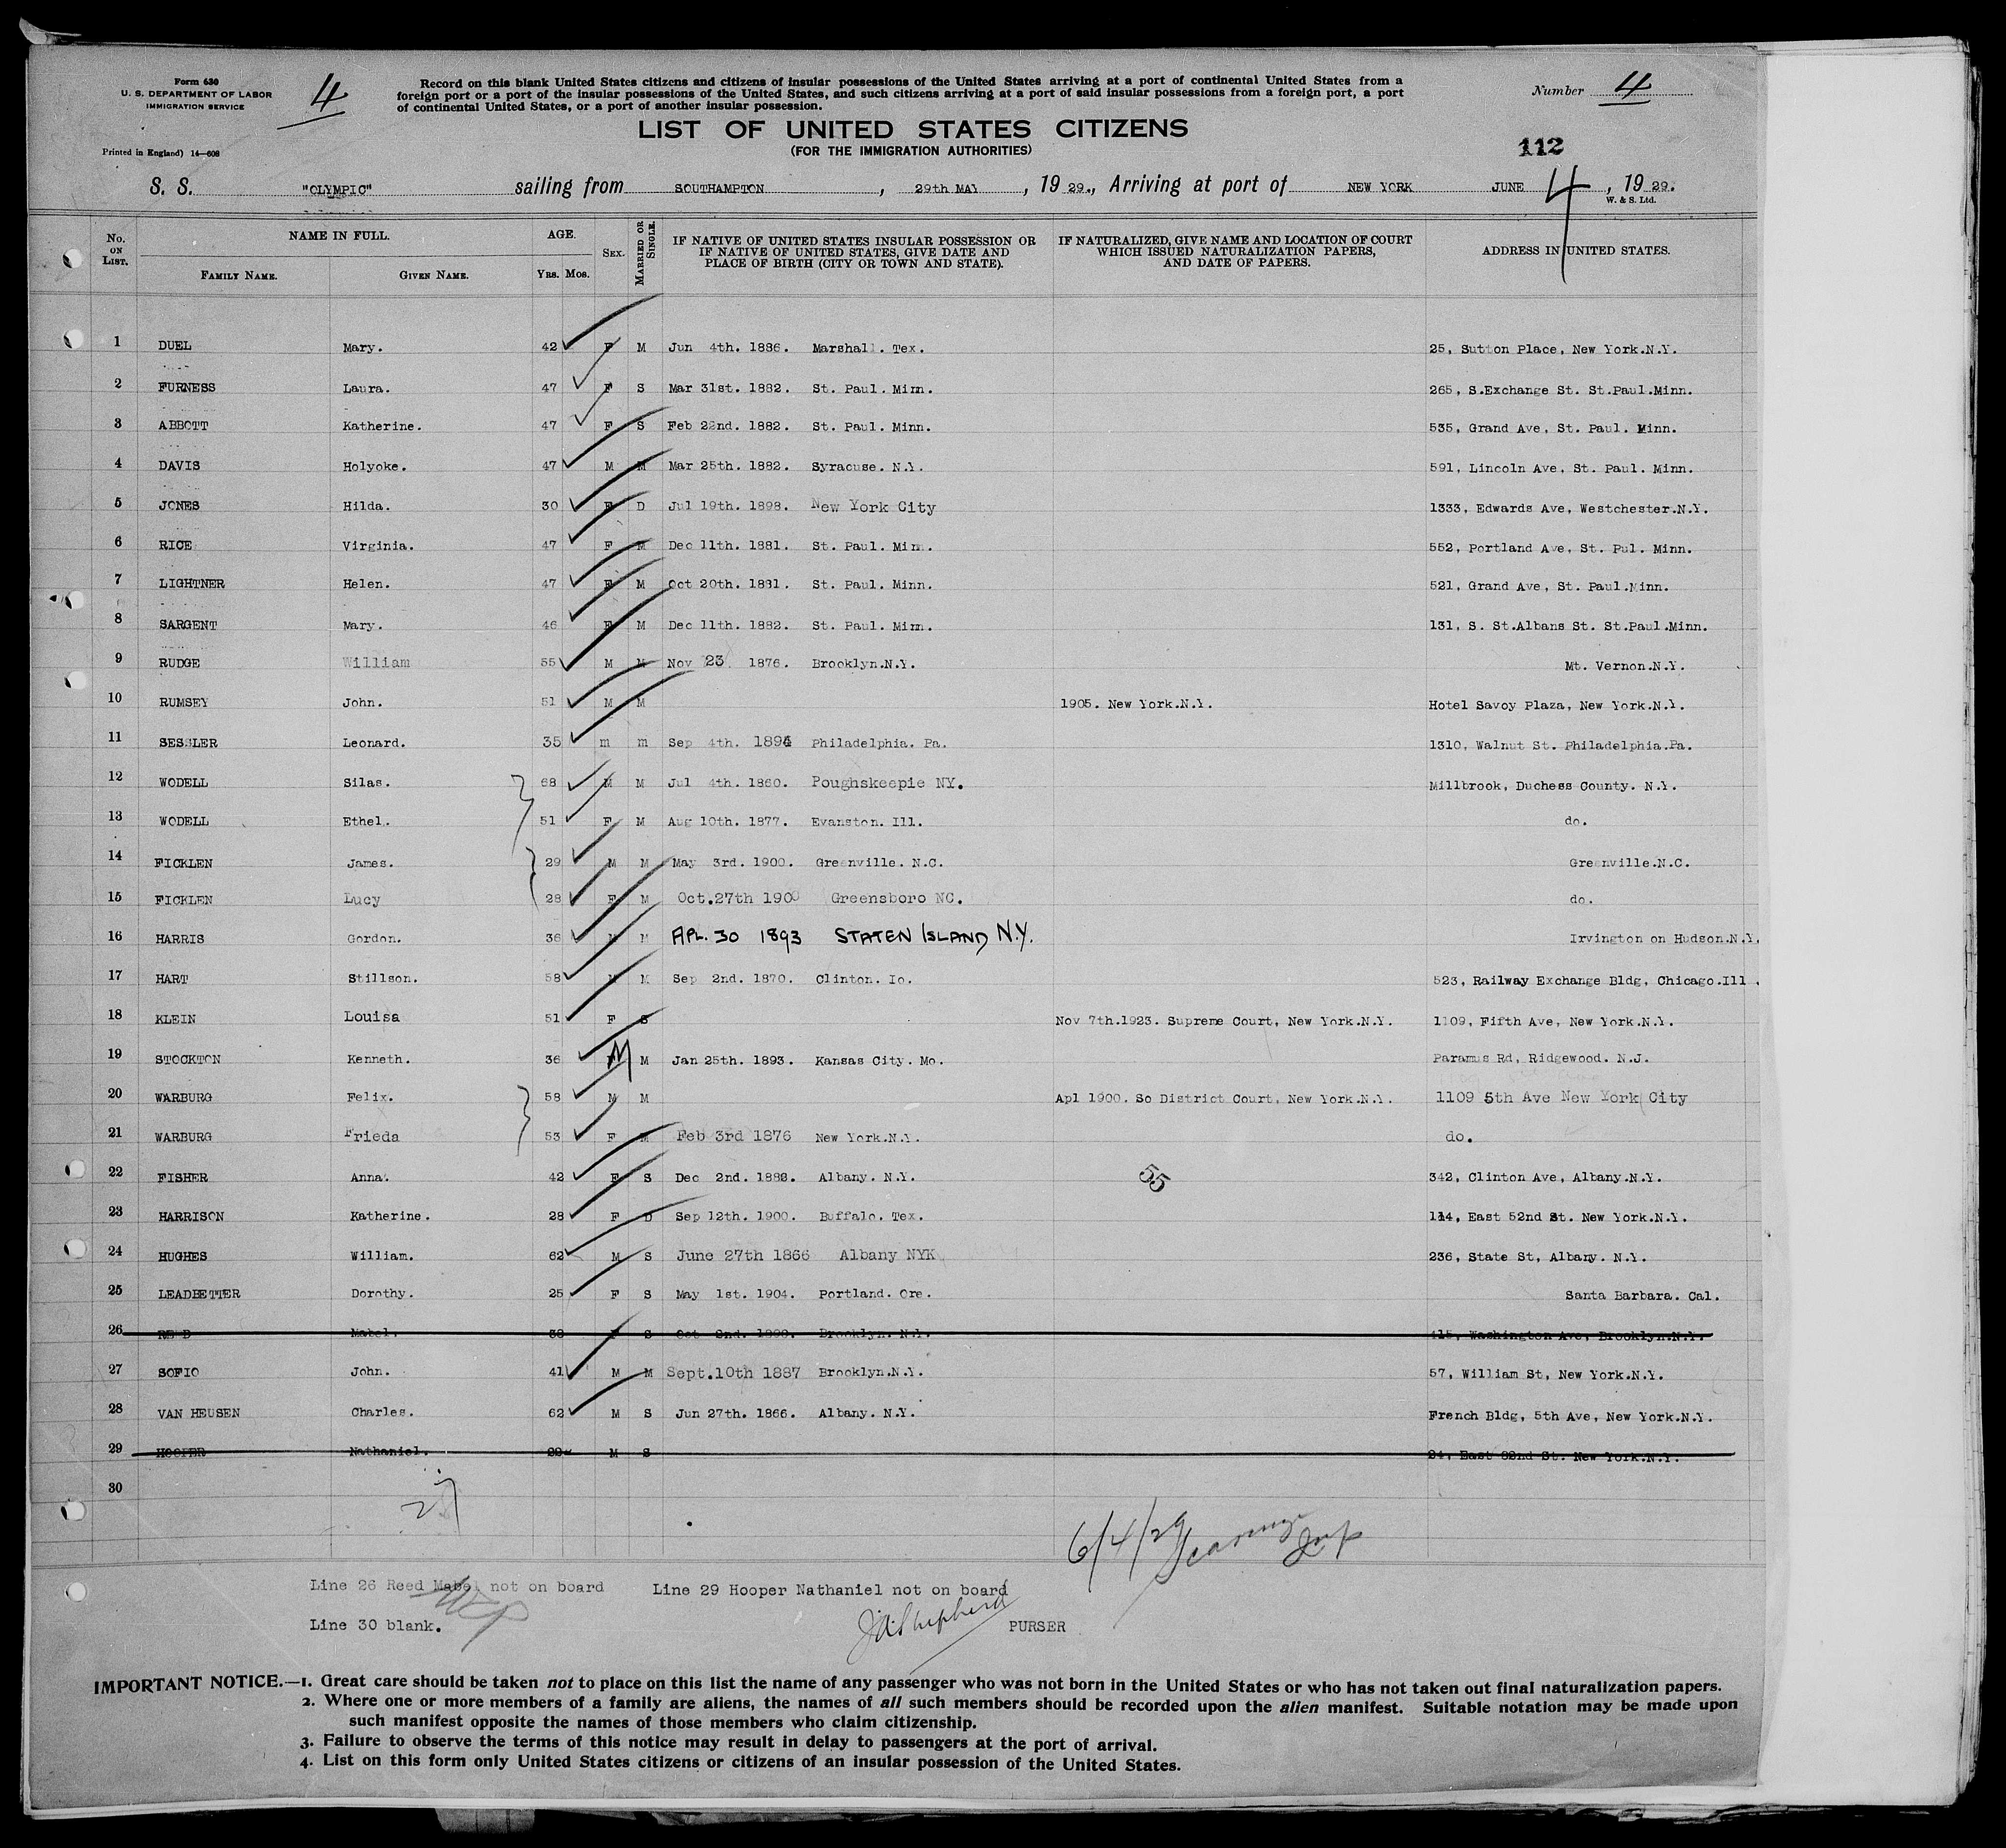 Form 630
U. S. DEPARTMENT OF LABOR
IMMIGRATION SERVICE
Printed in England) 14—608
4
Record on this blank United States citizens and citizens of insular possessions of the United States arriving at a port of continental United States from a
foreign port or a port of the insular possessions of the United States, and such citizens arriving at a port of said insular possessions from a foreign port, a port
of continental United States, or a port of another insular possession.
Number 4
LIST OF UNITED STATES CITIZENS
(FOR THE IMMIGRATION AUTHORITIES)
112
S. S. "OLYMPIC" sailing from SOUTHAMPTON , 29th MAY , 19 29., Arriving at port of NEW YORK JUNE 4 , 19 29.
W. & S. Ltd.
No. ON LIST. NAME IN FULL. FAMILY NAME. GIVEN NAME. AGE. YRS. MOS. SEX. MARRIED OR SINGLE. IF NATIVE OF UNITED STATES INSULAR POSSESSION OR IF NATIVE OF UNITED STATES, GIVE DATE AND PLACE OF BIRTH (CITY OR TOWN AND STATE). IF NATURALIZED, GIVE NAME AND LOCATION OF COURT WHICH ISSUED NATURALIZATION PAPERS, AND DATE OF PAPERS. ADDRESS IN UNITED STATES.
1 DUEL Mary. 42 F M Jun 4th. 1886. Marshall. Tex. 25, Sutton Place, New York.N.Y.
2 FURNESS Laura. 47 F S Mar 31st. 1882. St. Paul. Minn. 265, S.Exchange St. St.Paul.Minn.
3 ABBOTT Katherine. 47 F S Feb 22nd. 1882. St. Paul. Minn. 535, Grand Ave, St. Paul. Minn.
4 DAVIS Holyoke. 47 M M Mar 25th. 1882. Syracuse. N.Y. 591, Lincoln Ave, St. Paul. Minn.
5 JONES Hilda. 30 F D Jul 19th. 1898. New York City 1333, Edwards Ave, Westchester.N.Y.
6 RICE Virginia. 47 F M Dec 11th. 1881. St. Paul. Minn. 552, Portland Ave, St. Pul. Minn.
7 LIGHTNER Helen. 47 F M Oct 20th. 1881. St. Paul. Minn. 521, Grand Ave, St. Paul.Minn.
8 SARGENT Mary. 46 F M Dec 11th. 1882. St. Paul. Minn. 131, S. St.Albans St. St.Paul.Minn.
9 RUDGE William 55 M M Nov 23 1876. Brooklyn.N.Y. Mt. Vernon.N.Y.
10 RUMSEY John. 51 M M 1905. New York.N.Y. Hotel Savoy Plaza, New York.N.Y.
11 SESSLER Leonard. 35 m m Sep 4th. 1894 Philadelphia. Pa. 1310, Walnut St. Philadelphia.Pa.
12 WODELL Silas. 68 M M Jul 4th. 1860. Poughskeepie NY. Millbrook, Duchess County. N.Y.
13 WODELL Ethel. 51 F M Aug 10th. 1877. Evanston. Ill. do.
14 FICKLEN James. 29 M M May 3rd. 1900. Greenville. N.C. Greenville.N.C.
15 FICKLEN Lucy 28 F M Oct.27th 1900 Greensboro NC. do.
16 HARRIS Gordon. 36 M M APL. 30 1893 STATEN ISLAND N.Y. Irvington on Hudson.N.Y.
17 HART Stillson. 58 M M Sep 2nd. 1870. Clinton. Io. 523, Railway Exchange Bldg, Chicago.Ill.
18 KLEIN Louisa 51 F S Nov 7th.1923. Supreme Court, New York.N.Y. 1109, Fifth Ave, New York.N.Y.
19 STOCKTON Kenneth. 36 M M Jan 25th. 1893. Kansas City. Mo. Paramus Rd, Ridgewood. N.J.
20 WARBURG Felix. 58 M M Apl 1900. So District Court, New York.N.Y. 1109 5th Ave New York City
21 WARBURG Frieda 53 F M Feb 3rd 1876 New York.N.Y. do.
22 FISHER Anna. 42 F S Dec 2nd. 1886. Albany. N.Y. 55 342, Clinton Ave, Albany.N.Y.
23 HARRISON Katherine. 28 F D Sep 12th. 1900. Buffalo. Tex. 114, East 52nd St. New York.N.Y.
24 HUGHES William. 62 M S June 27th 1866 Albany NYK 236, State St, Albany. N.Y.
25 LEADBETTER Dorothy. 25 F S May 1st. 1904. Portland. Ore. Santa Barbara. Cal.
26 REED Mabel. 38 F S Oct 2nd. 1890. Brooklyn. N.Y. 415, Washington Ave, Brooklyn.N.Y.
27 SOFIO John. 41 M M Sept.10th 1887 Brooklyn.N.Y. 57, William St, New York.N.Y.
28 VAN HEUSEN Charles. 62 M S Jun 27th. 1866. Albany. N.Y. French Bldg, 5th Ave, New York.N.Y.
29 HOOPER Nathaniel. M S East 82nd St. New York.N.Y.
30
27
6/4/29
Line 26 Reed Mabel not on board Line 29 Hooper Nathaniel not on board
Line 30 blank. JAShepherd PURSER
IMPORTANT NOTICE.—1. Great care should be taken not to place on this list the name of any passenger who was not born in the United States or who has not taken out final naturalization papers.
2. Where one or more members of a family are aliens, the names of all such members should be recorded upon the alien manifest. Suitable notation may be made upon
such manifest opposite the names of those members who claim citizenship.
3. Failure to observe the terms of this notice may result in delay to passengers at the port of arrival.
4. List on this form only United States citizens or citizens of an insular possession of the United States.